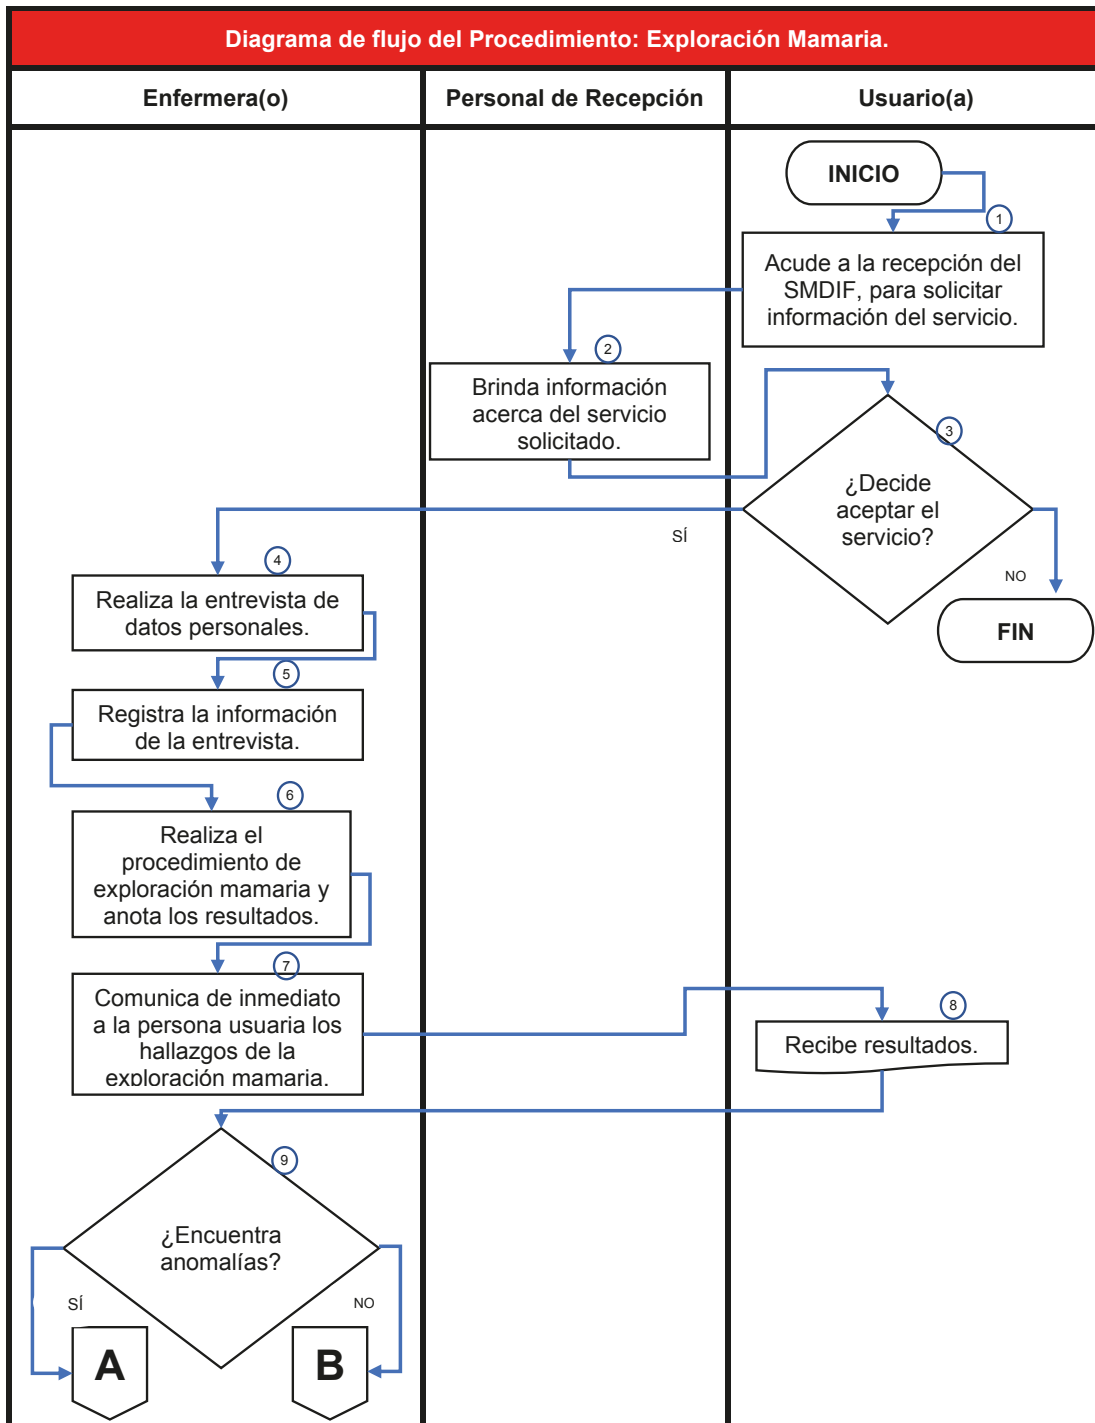 Diagrama de flujo del Procedimiento: Exploración Mamaria.
Enfermera(o)
Personal de Recepción
Usuario(a)
INICIO
1
Acude a la recepción del
SMDIF, para solicitar
información del servicio.
2
Brinda información
acerca del servicio
solicitado.
3
¿Decide
aceptar el
servicio?
SÍ
NO
FIN
4
Realiza la entrevista de
datos personales.
5
Registra la información
de la entrevista.
6
Realiza el
procedimiento de
exploración mamaria y
anota los resultados.
7
Comunica de inmediato
a la persona usuaria los
hallazgos de la
exploración mamaria.
8
Recibe resultados.
9
¿Encuentra
anomalías?
SÍ
NO
A
B